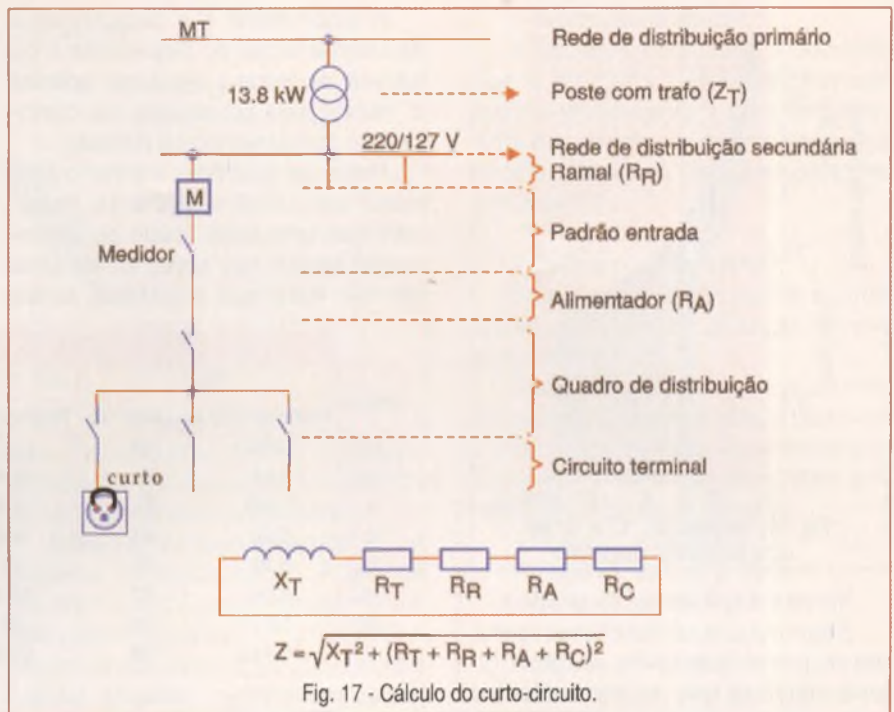 MT
Rede de distribuição primário
13.8 kW
Poste com trafo (ZT)
220/127 V
Rede de distribuição secundária
Ramal (RR)
M
Medidor
Padrão entrada
Alimentador (RA)
Quadro de distribuição
Circuito terminal
curto
XT RT RR RA RC
Z = √XT² + (RT + RR + RA + RC)²
Fig. 17 - Cálculo do curto-circuito.